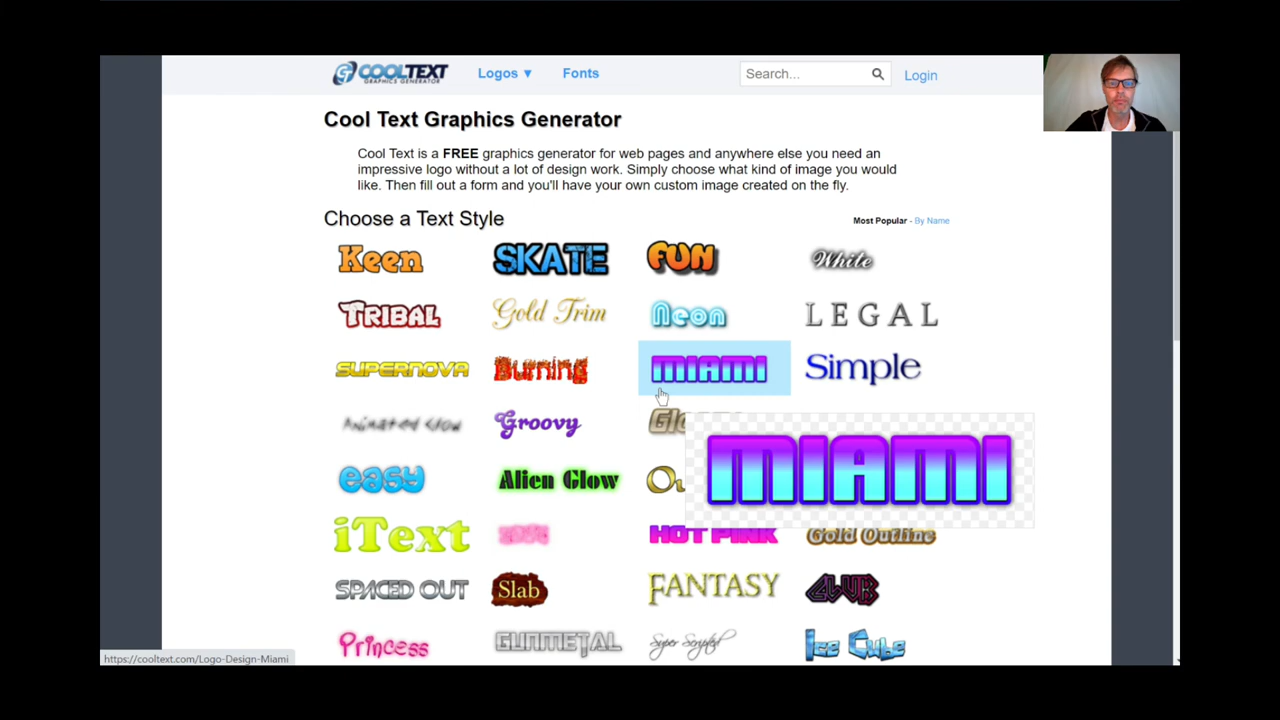 COOLTEXT
GRAPHICS GENERATOR
Logos ▼
Fonts
Search...
Login
Cool Text Graphics Generator
Cool Text is a FREE graphics generator for web pages and anywhere else you need an
impressive logo without a lot of design work. Simply choose what kind of image you would
like. Then fill out a form and you'll have your own custom image created on the fly.
Choose a Text Style
Most Popular - By Name
Keen
SKATE
FUN
White
TRIBAL
Gold Trim
Neon
LEGAL
SUPERNOVA
Burning
MIAMI
Simple
Animated Glow
Groovy
MIAMI
easy
Alien Glow
iText
HOT PINK
Gold Outline
SPACED OUT
Slab
FANTASY
CLUB
Princess
GUNMETAL
Super Scripted
Ice Cube
https://cooltext.com/Logo-Design-Miami